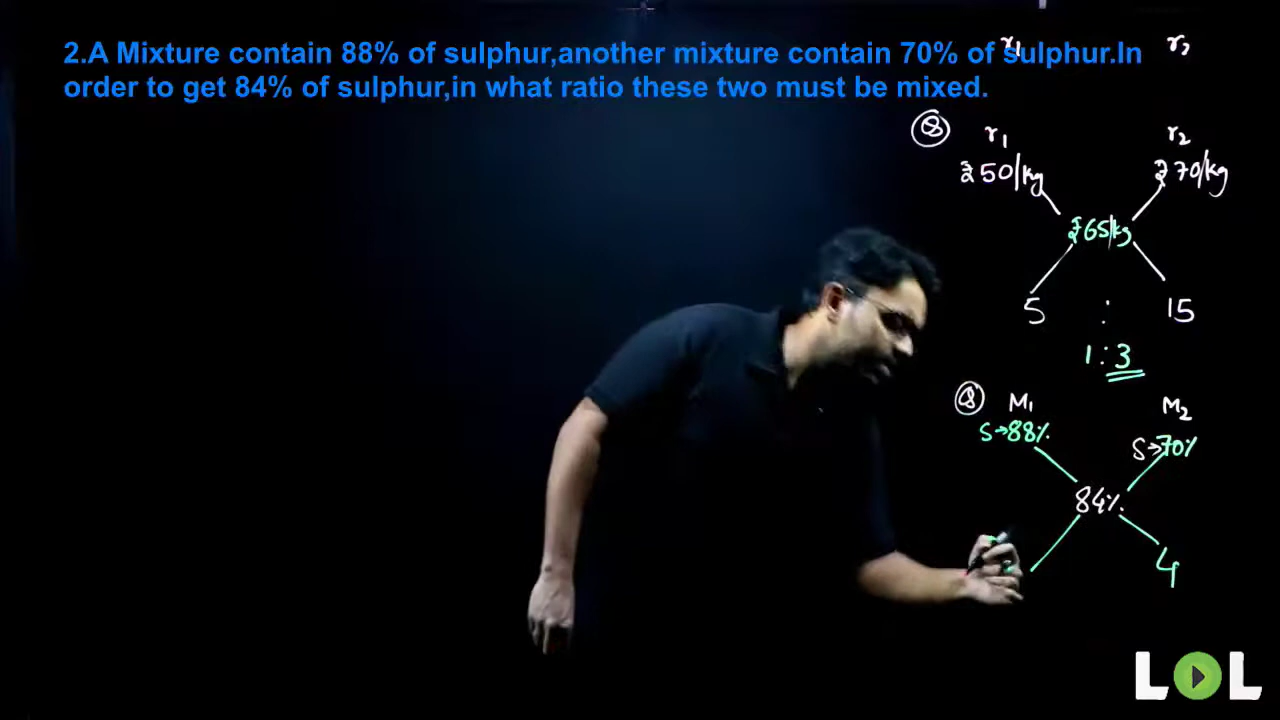 2.A Mixture contain 88% of sulphur,another mixture contain 70% of sulphur.In
order to get 84% of sulphur,in what ratio these two must be mixed.
r1 r2
Q r1 r2
₹50/kg ₹70/kg
₹65/kg
5 : 15
1:3
Q M1 M2
S→88% S→70%
84%
4
LOL